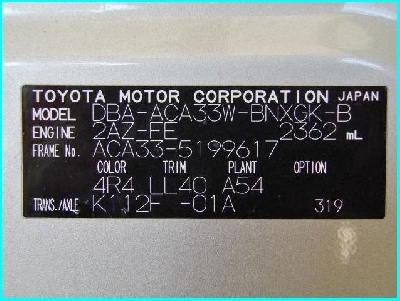 TOYOTA MOTOR CORPORATION JAPAN
MODEL DBA-ACA33W-BNXGK-B
ENGINE 2AZ-FE 2362 mL
FRAME No. ACA33-5199617
COLOR TRIM PLANT OPTION
4R4 LL40 A54
TRANS./AXLE K112F -01A 319